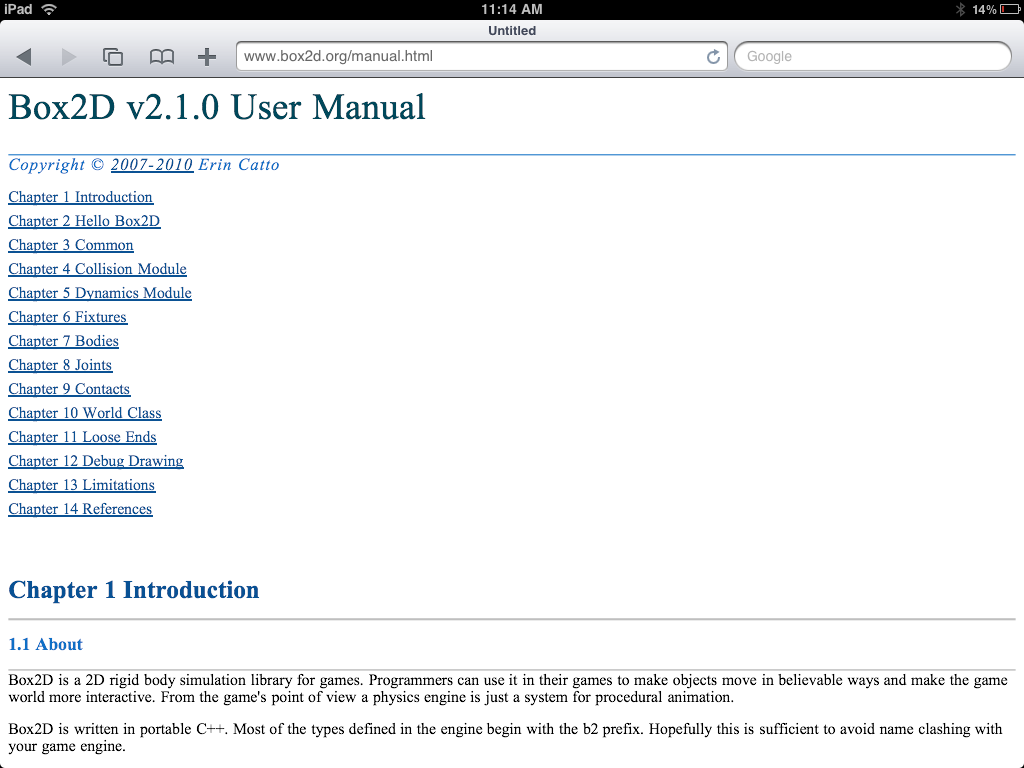 iPad 11:14 AM 14%
Untitled
www.box2d.org/manual.html Google
Box2D v2.1.0 User Manual
Copyright © 2007-2010 Erin Catto
Chapter 1 Introduction
Chapter 2 Hello Box2D
Chapter 3 Common
Chapter 4 Collision Module
Chapter 5 Dynamics Module
Chapter 6 Fixtures
Chapter 7 Bodies
Chapter 8 Joints
Chapter 9 Contacts
Chapter 10 World Class
Chapter 11 Loose Ends
Chapter 12 Debug Drawing
Chapter 13 Limitations
Chapter 14 References
Chapter 1 Introduction
1.1 About
Box2D is a 2D rigid body simulation library for games. Programmers can use it in their games to make objects move in believable ways and make the game
world more interactive. From the game's point of view a physics engine is just a system for procedural animation.
Box2D is written in portable C++. Most of the types defined in the engine begin with the b2 prefix. Hopefully this is sufficient to avoid name clashing with
your game engine.